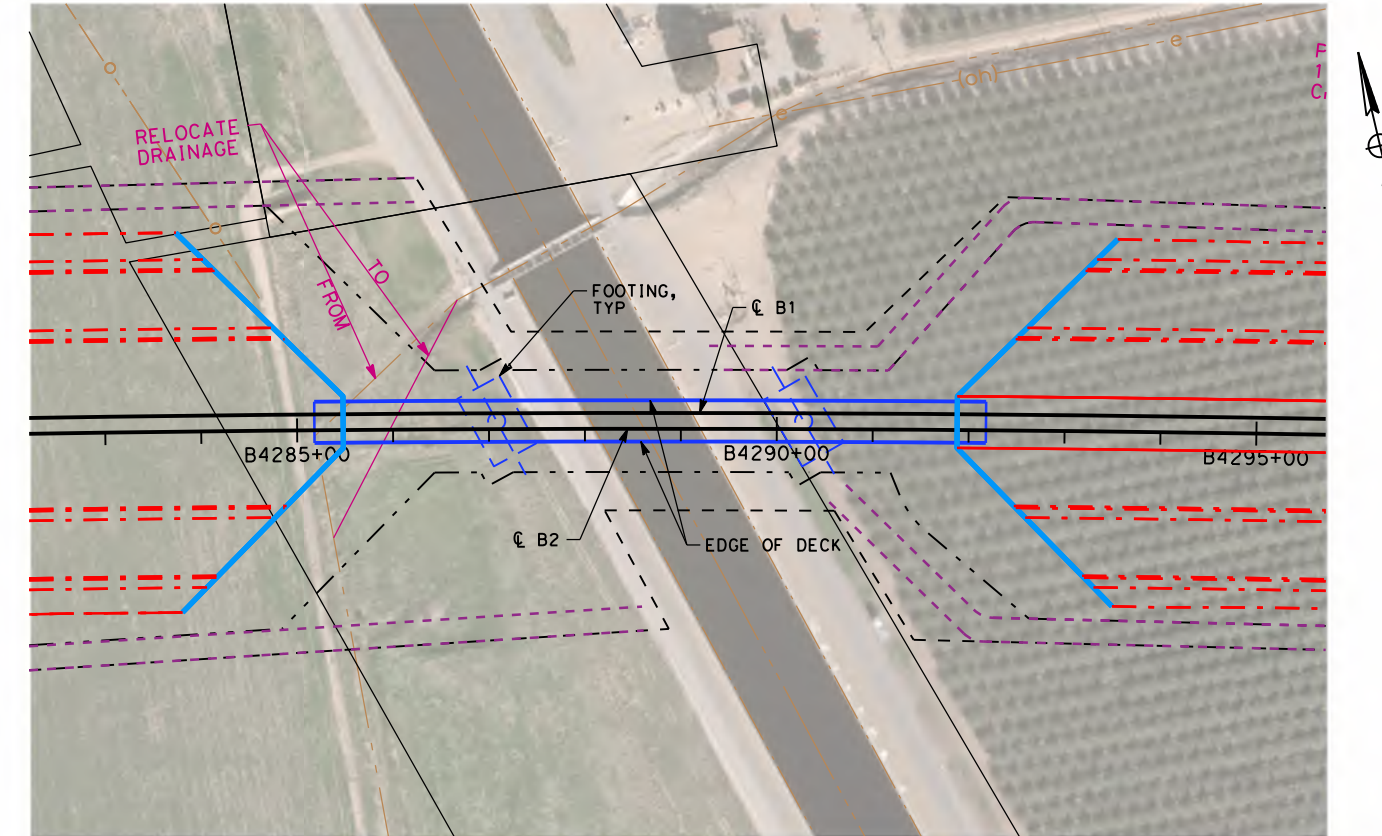 RELOCATE
DRAINAGE
TO
FROM
FOOTING,
TYP
℄ B1
B4285+00
B4290+00
B4295+00
℄ B2
EDGE OF DECK
o
o
e
(oh)
e